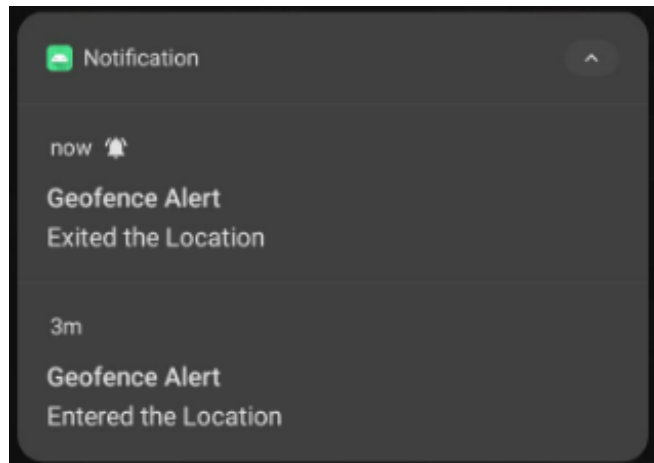 Notification
now
Geofence Alert
Exited the Location
3m
Geofence Alert
Entered the Location